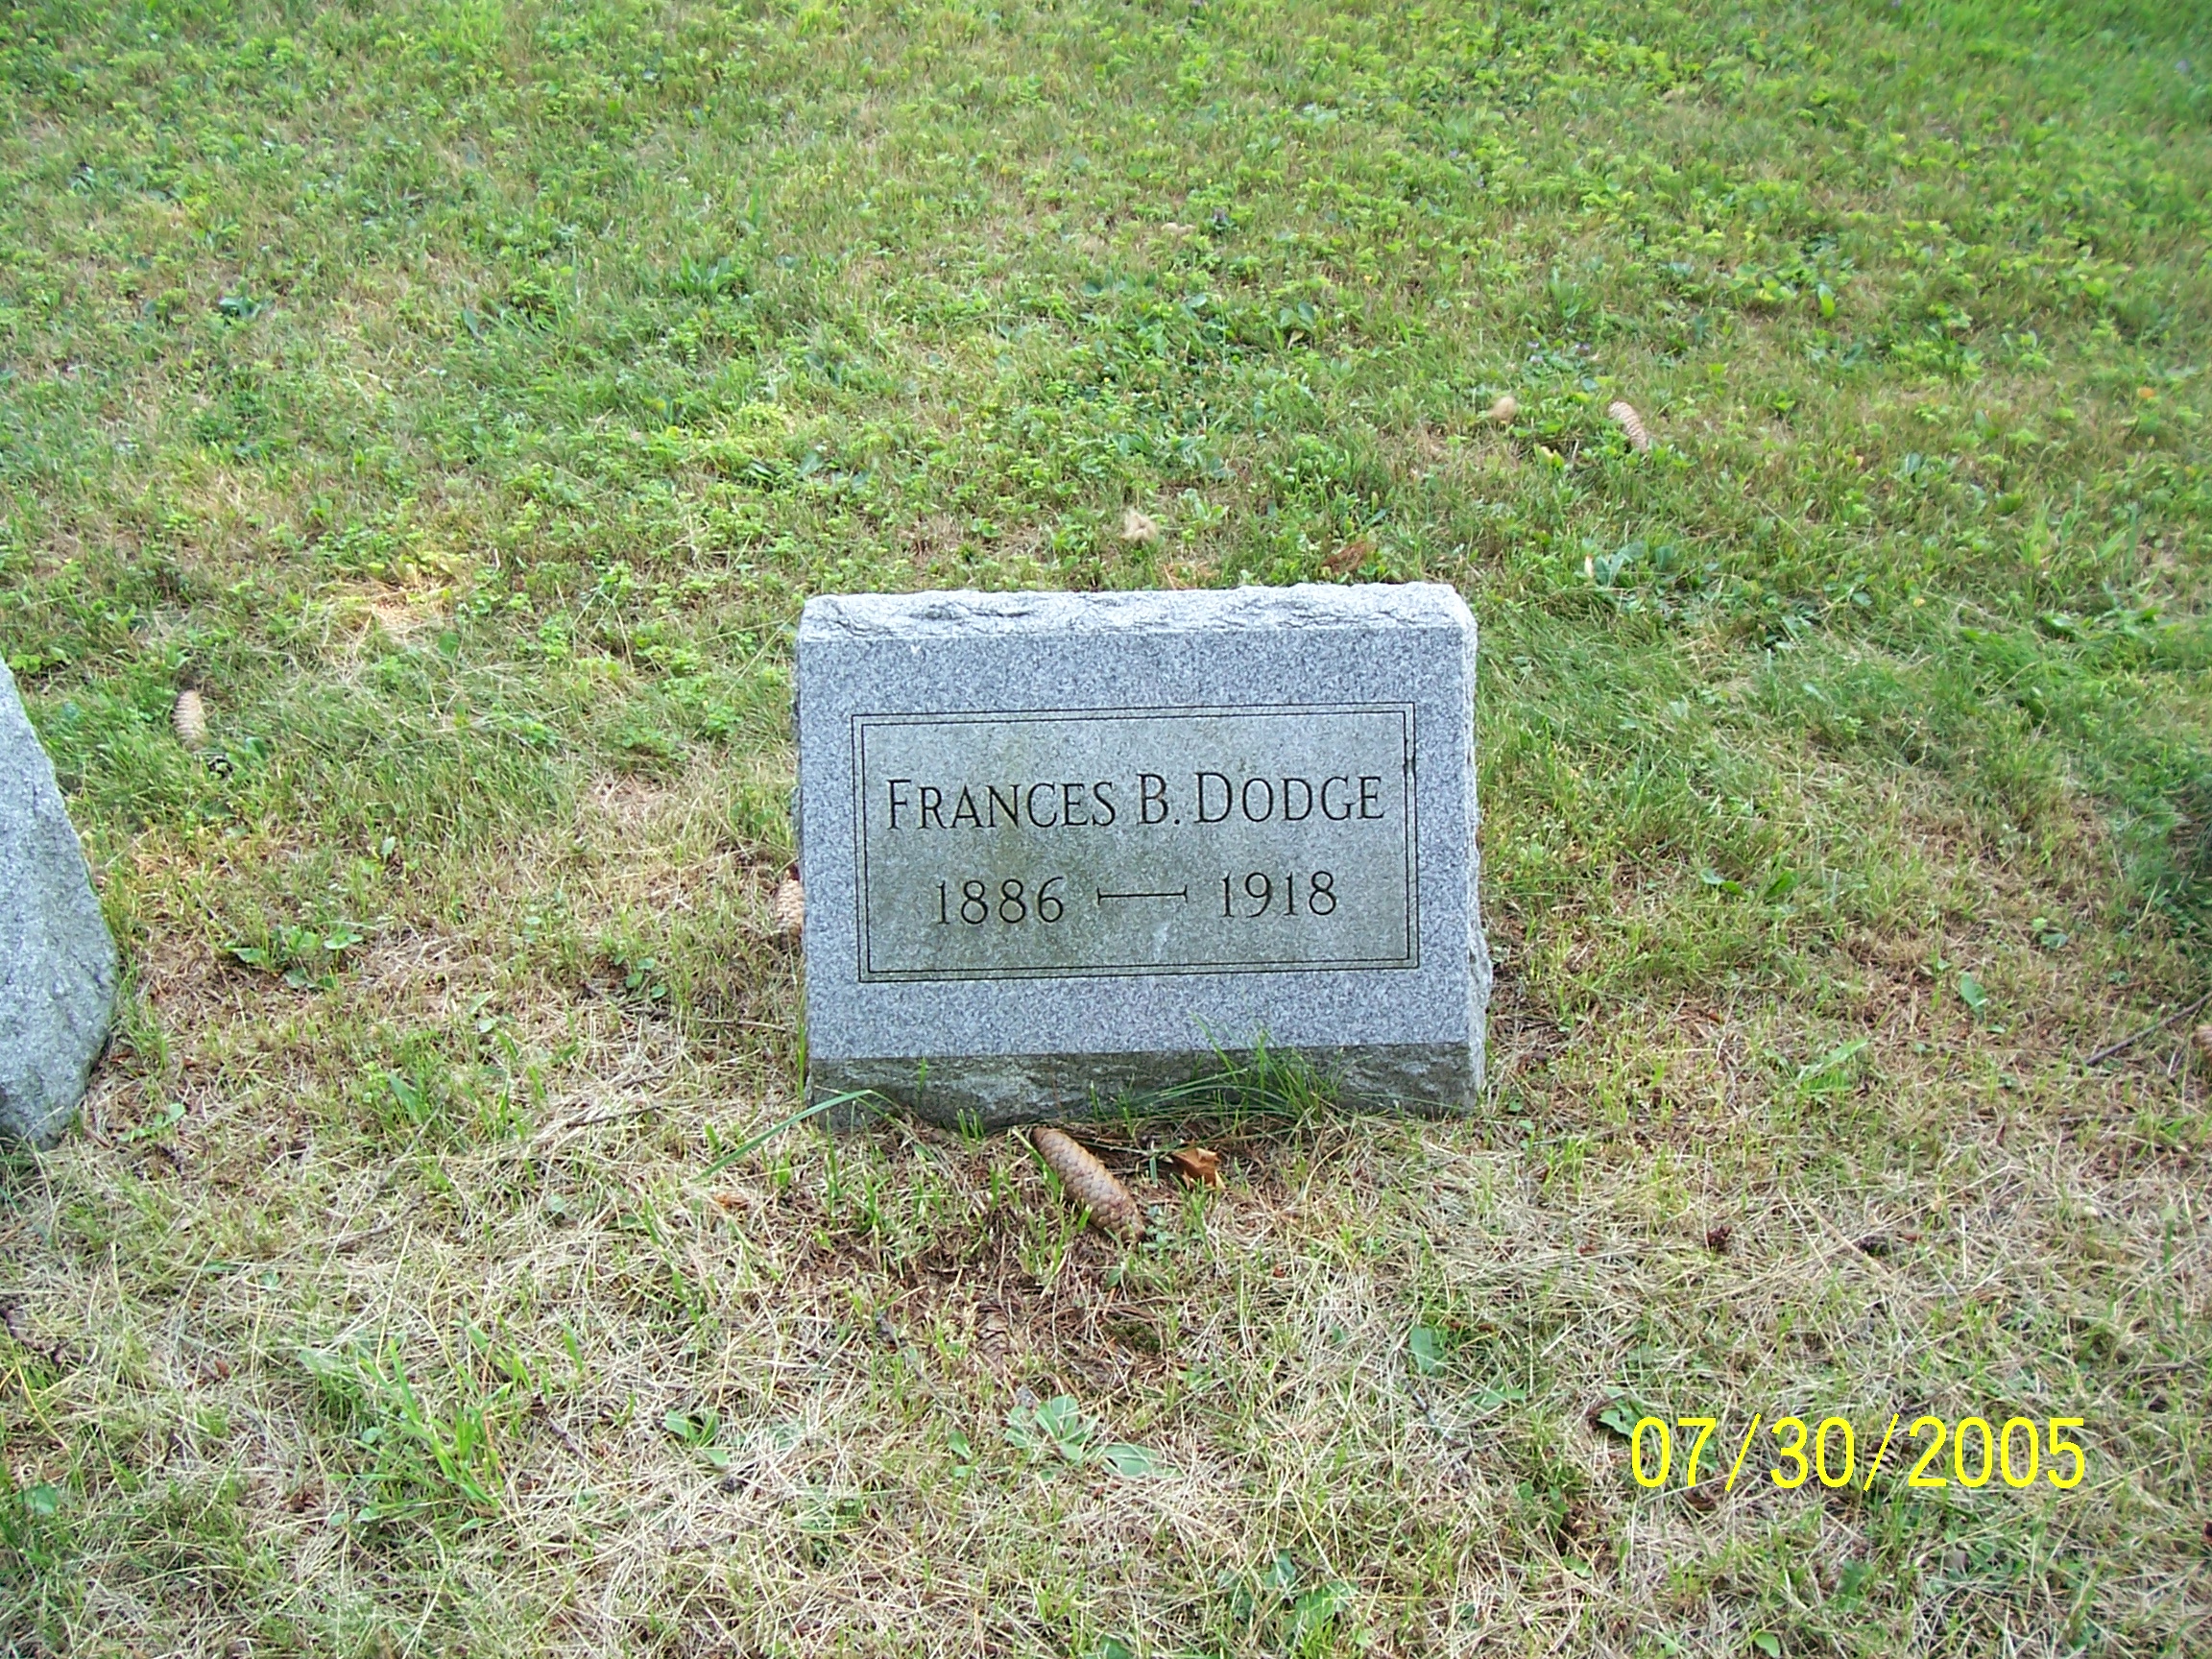 FRANCES B. DODGE
1886 — 1918
07/30/2005